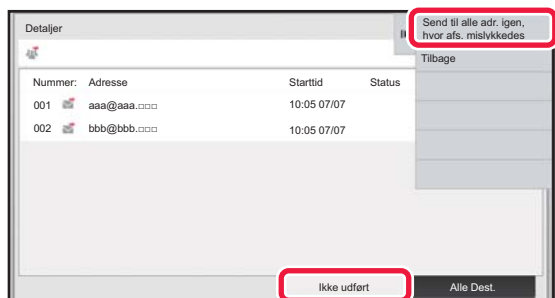 Detaljer
Send til alle adr. igen,
hvor afs. mislykkedes
Tilbage
Nummer: Adresse Starttid Status
001 aaa@aaa.□□□ 10:05 07/07
002 bbb@bbb.□□□ 10:05 07/07
Ikke udført Alle Dest.